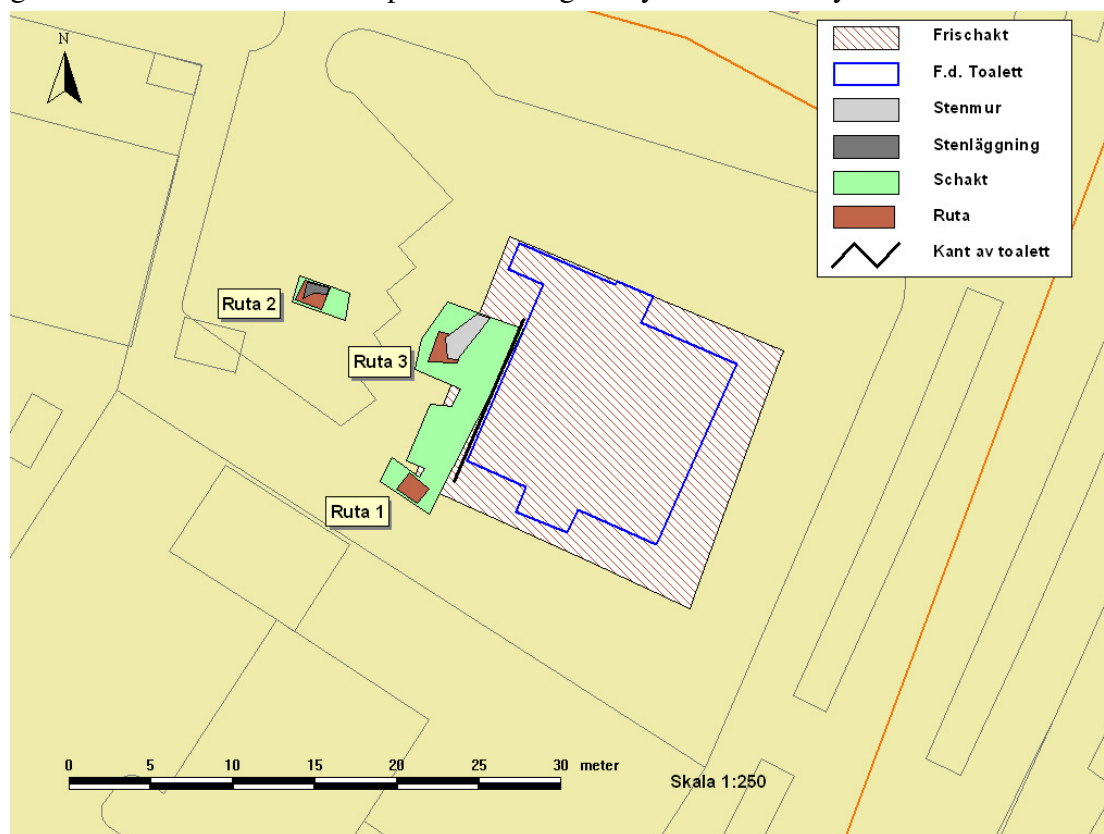 N
Frischakt
F.d. Toalett
Stenmur
Stenläggning
Schakt
Ruta
Kant av toalett
Ruta 2
Ruta 3
Ruta 1
0 5 10 15 20 25 30 meter
Skala 1:250